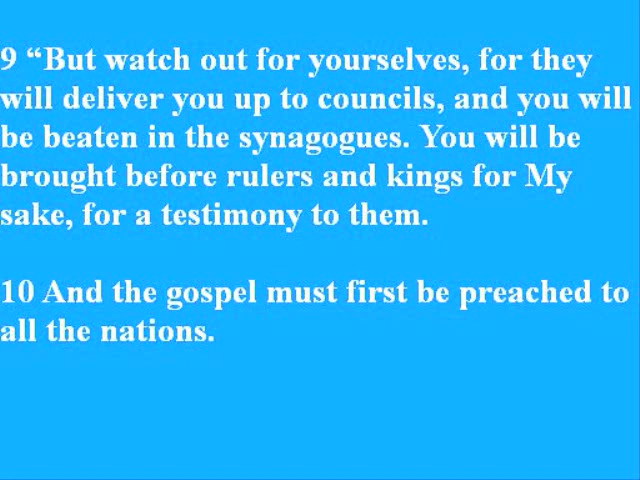 9 “But watch out for yourselves, for they
will deliver you up to councils, and you will
be beaten in the synagogues. You will be
brought before rulers and kings for My
sake, for a testimony to them.
10 And the gospel must first be preached to
all the nations.